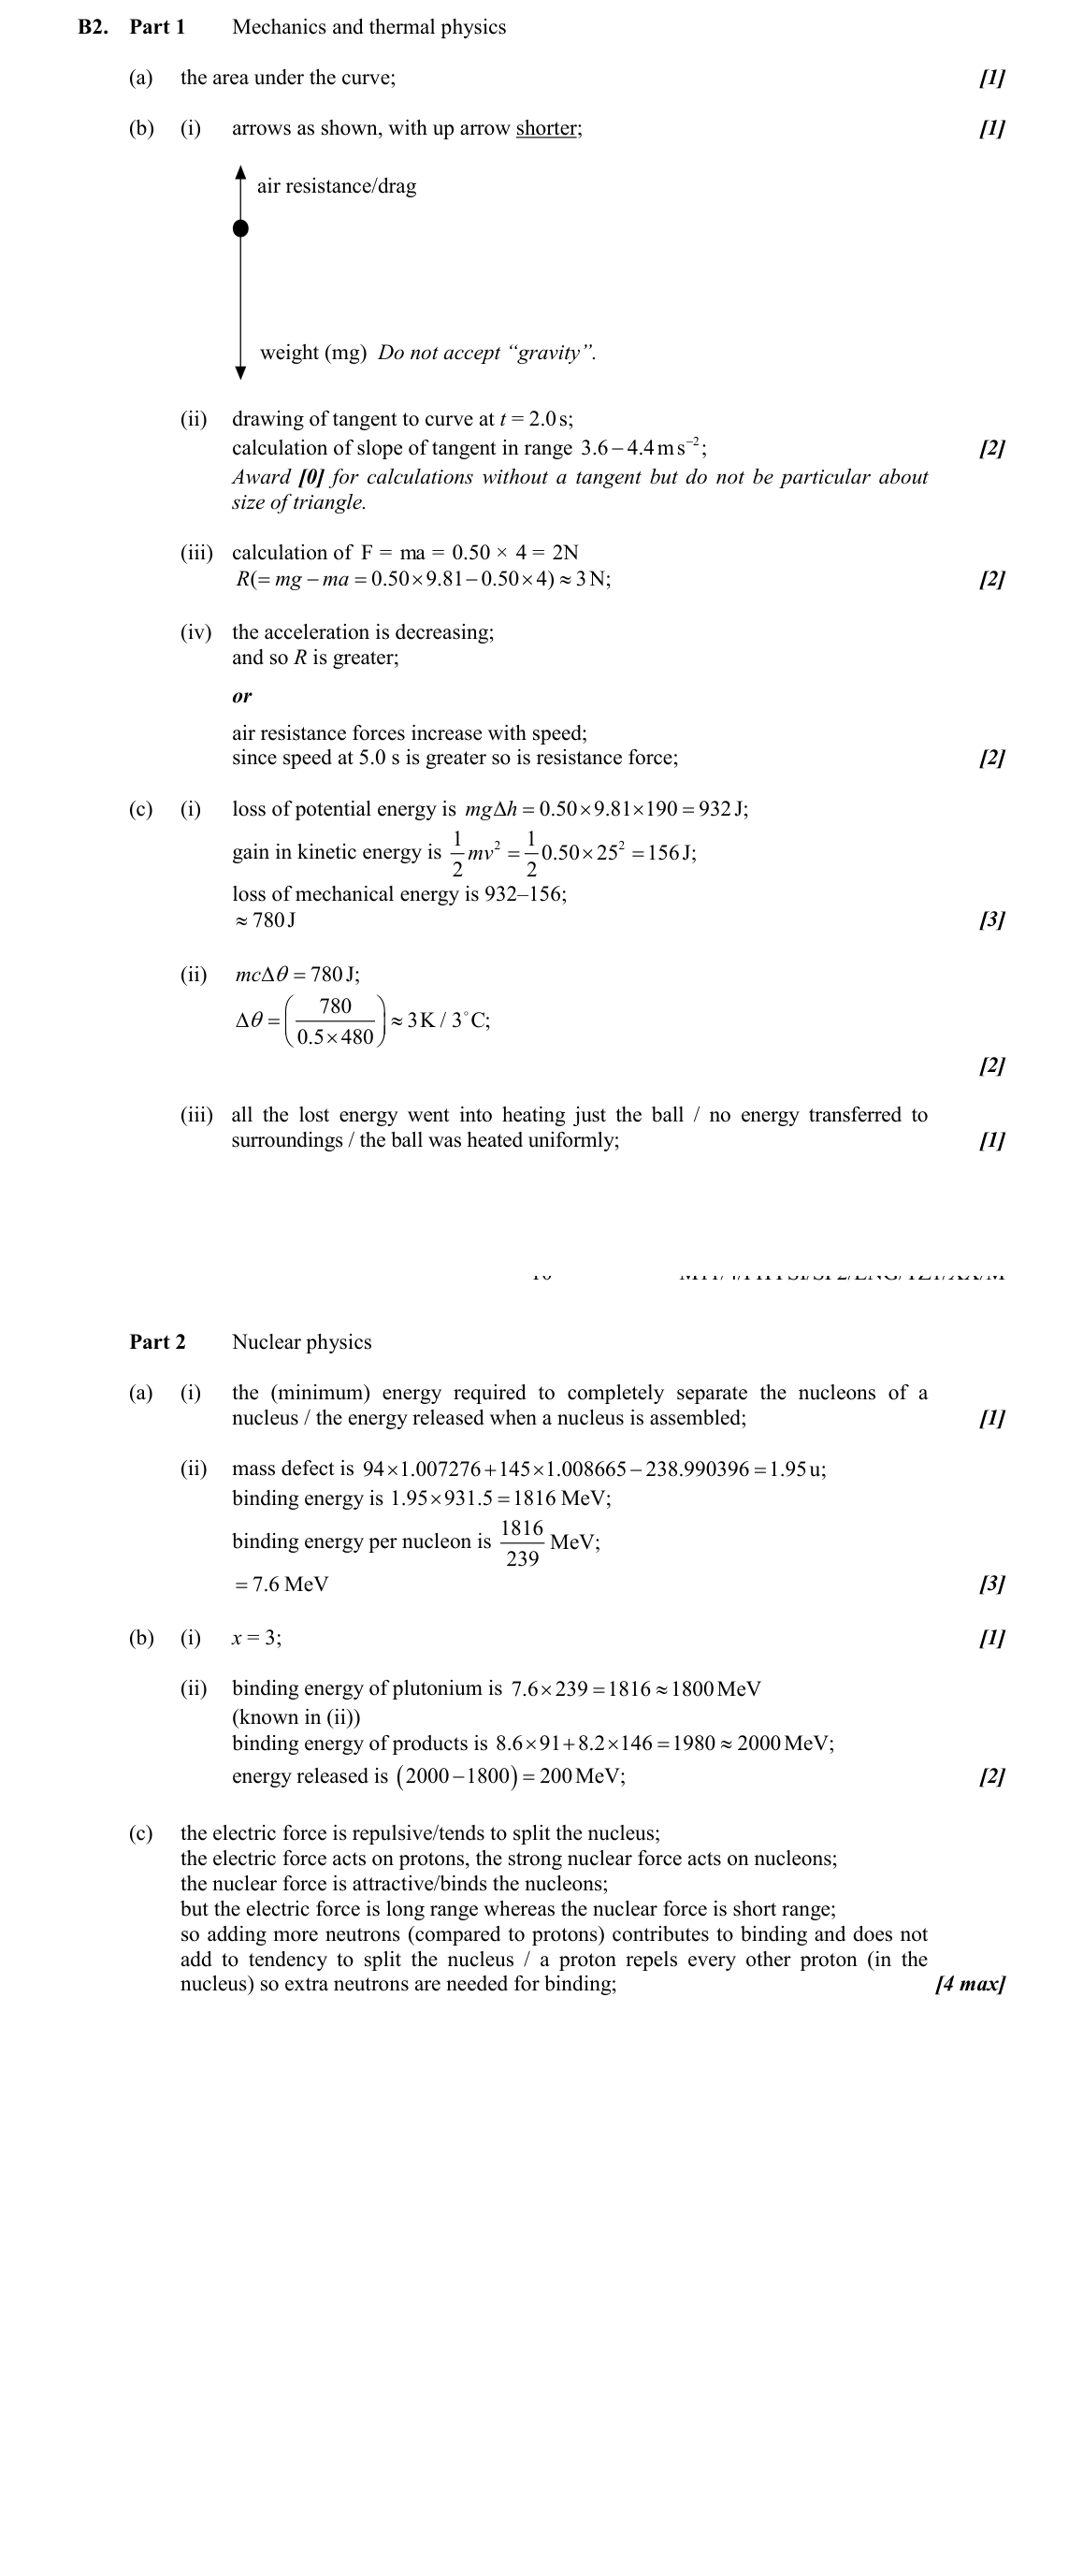 B2. Part 1 Mechanics and thermal physics
(a) the area under the curve; [1]
(b) (i) arrows as shown, with up arrow shorter; [1]
air resistance/drag
weight (mg) Do not accept “gravity”.
(ii) drawing of tangent to curve at t = 2.0 s;
calculation of slope of tangent in range 3.6 – 4.4 m s⁻²; [2]
Award [0] for calculations without a tangent but do not be particular about
size of triangle.
(iii) calculation of F = ma = 0.50 × 4 = 2N
R(= mg − ma = 0.50×9.81−0.50×4) ≈ 3 N; [2]
(iv) the acceleration is decreasing;
and so R is greater;
or
air resistance forces increase with speed;
since speed at 5.0 s is greater so is resistance force; [2]
(c) (i) loss of potential energy is mgΔh = 0.50×9.81×190 = 932 J;
gain in kinetic energy is 1/2 mv² = 1/2 0.50×25² = 156 J;
loss of mechanical energy is 932–156;
≈ 780 J [3]
(ii) mcΔθ = 780 J;
Δθ = (780/(0.5×480)) ≈ 3 K / 3°C;
[2]
(iii) all the lost energy went into heating just the ball / no energy transferred to
surroundings / the ball was heated uniformly; [1]
Part 2 Nuclear physics
(a) (i) the (minimum) energy required to completely separate the nucleons of a
nucleus / the energy released when a nucleus is assembled; [1]
(ii) mass defect is 94×1.007276+145×1.008665−238.990396 = 1.95 u;
binding energy is 1.95×931.5 = 1816 MeV;
binding energy per nucleon is 1816/239 MeV;
= 7.6 MeV [3]
(b) (i) x = 3; [1]
(ii) binding energy of plutonium is 7.6×239 = 1816 ≈ 1800 MeV
(known in (ii))
binding energy of products is 8.6×91+8.2×146 = 1980 ≈ 2000 MeV;
energy released is (2000−1800) = 200 MeV; [2]
(c) the electric force is repulsive/tends to split the nucleus;
the electric force acts on protons, the strong nuclear force acts on nucleons;
the nuclear force is attractive/binds the nucleons;
but the electric force is long range whereas the nuclear force is short range;
so adding more neutrons (compared to protons) contributes to binding and does not
add to tendency to split the nucleus / a proton repels every other proton (in the
nucleus) so extra neutrons are needed for binding; [4 max]